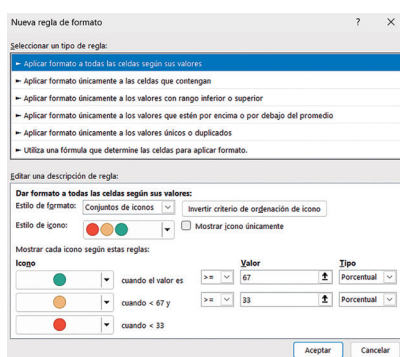 Nueva regla de formato ? ×
Seleccionar un tipo de regla:
► Aplicar formato a todas las celdas según sus valores
► Aplicar formato únicamente a las celdas que contengan
► Aplicar formato únicamente a los valores con rango inferior o superior
► Aplicar formato únicamente a los valores que estén por encima o por debajo del promedio
► Aplicar formato únicamente a los valores únicos o duplicados
► Utiliza una fórmula que determine las celdas para aplicar formato.
Editar una descripción de regla:
Dar formato a todas las celdas según sus valores:
Estilo de formato: Conjuntos de iconos Invertir criterio de ordenación de icono
Estilo de icono: Mostrar icono únicamente
Mostrar cada icono según estas reglas:
Icono Valor Tipo
cuando el valor es >= 67 Porcentual
cuando < 67 y >= 33 Porcentual
cuando < 33
Aceptar Cancelar